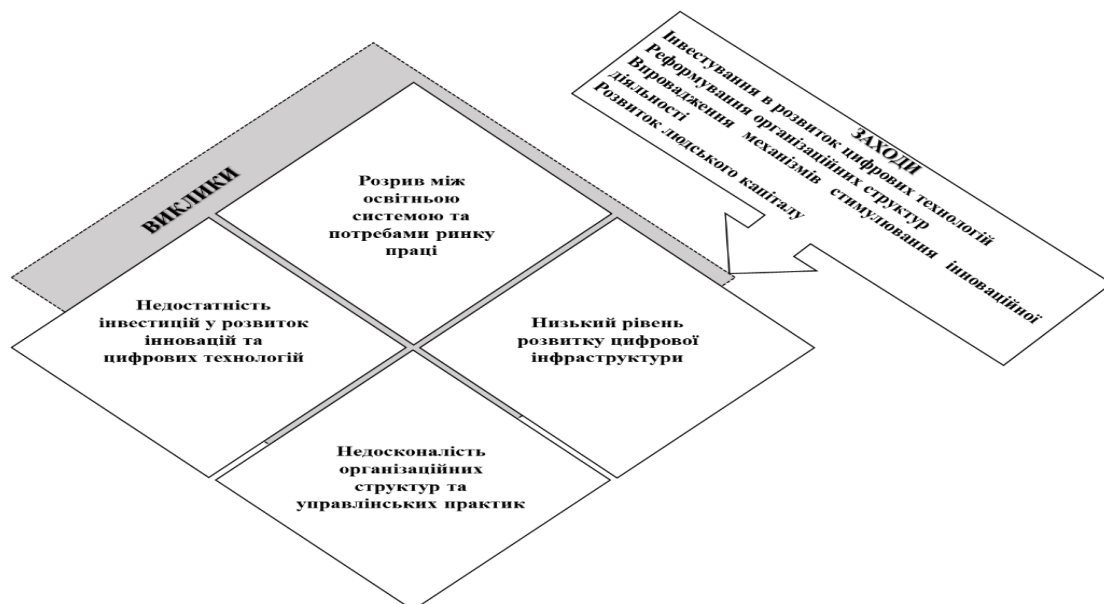 ВИКЛИКИ
Розрив між
освітньою
системою та
потребами ринку
праці
Недостатність
інвестицій у розвиток
інновацій та
цифрових технологій
Низький рівень
розвитку цифрової
інфраструктури
Недосконалість
організаційних
структур та
управлінських практик
ЗАХОДИ
Інвестування в розвиток цифрових технологій
Реформування організаційних структур
Впровадження механізмів стимулювання інноваційної
діяльності
Розвиток людського капіталу